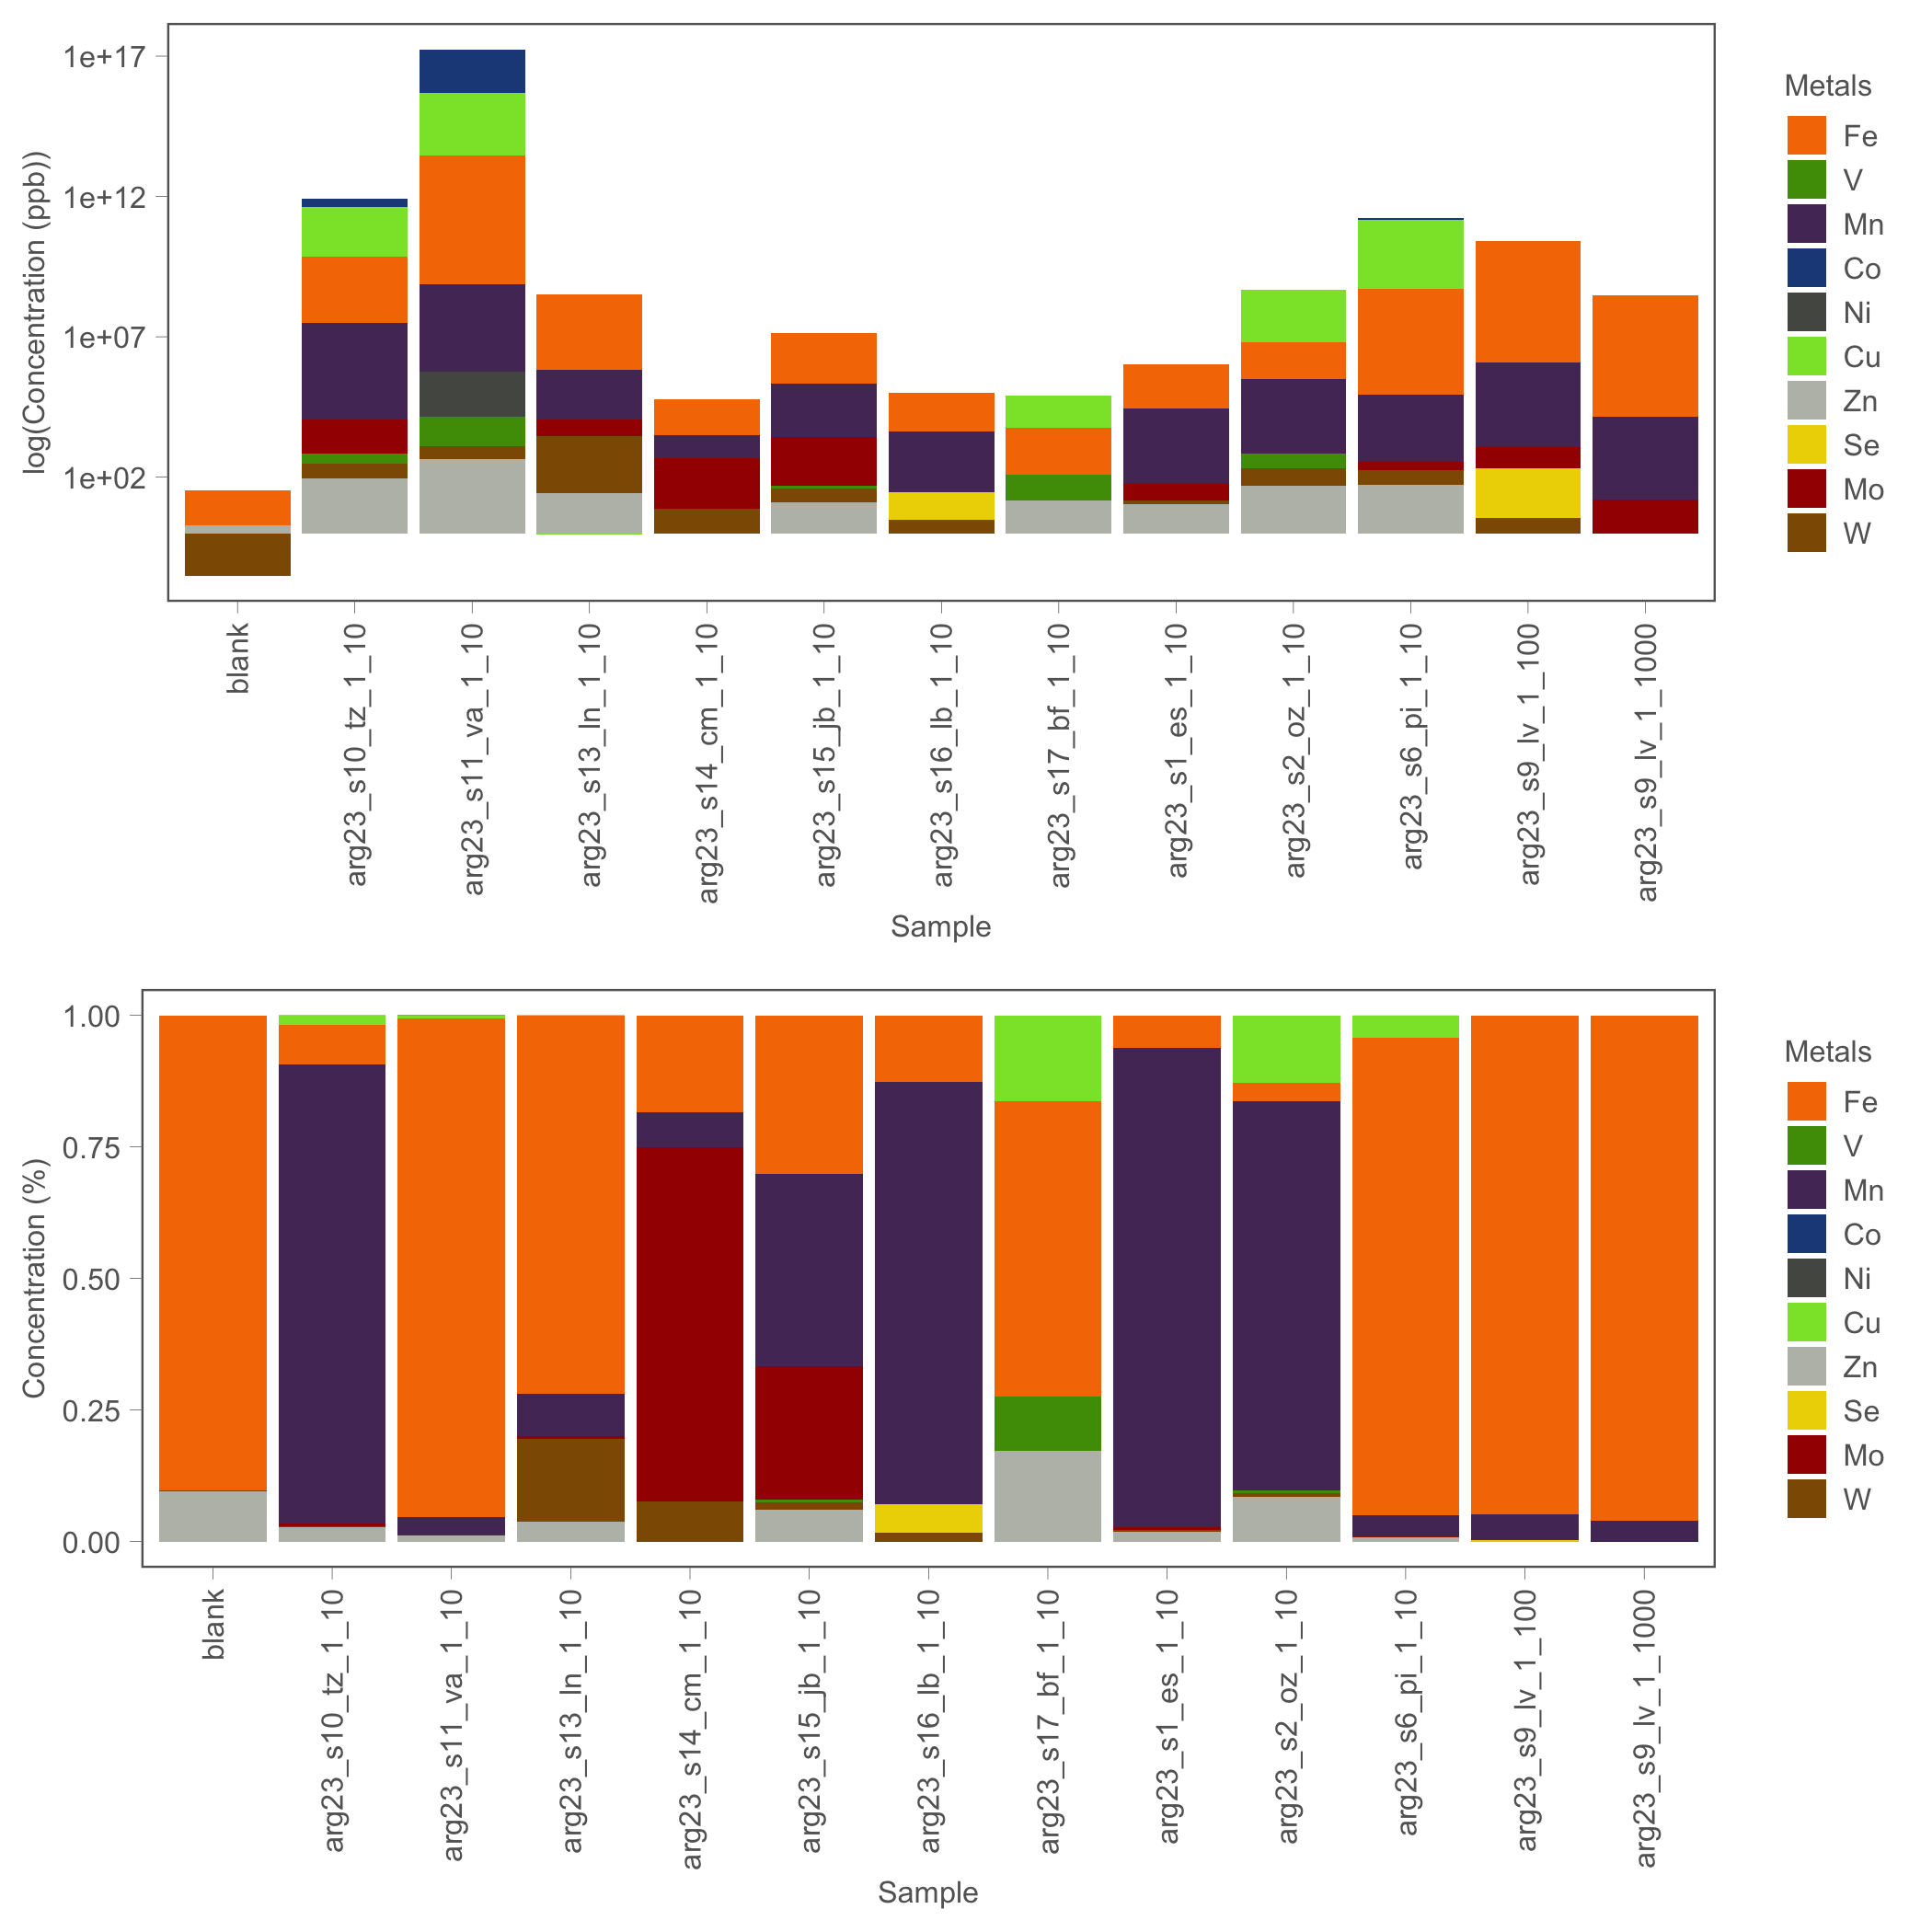 log(Concentration (ppb))
1e+17
1e+12
1e+07
1e+02
blank
arg23_s10_tz_1_10
arg23_s11_va_1_10
arg23_s13_ln_1_10
arg23_s14_cm_1_10
arg23_s15_jb_1_10
arg23_s16_lb_1_10
arg23_s17_bf_1_10
arg23_s1_es_1_10
arg23_s2_oz_1_10
arg23_s6_pi_1_10
arg23_s9_lv_1_100
arg23_s9_lv_1_1000
Sample
Metals
Fe
V
Mn
Co
Ni
Cu
Zn
Se
Mo
W
Concentration (%)
1.00
0.75
0.50
0.25
0.00
blank
arg23_s10_tz_1_10
arg23_s11_va_1_10
arg23_s13_ln_1_10
arg23_s14_cm_1_10
arg23_s15_jb_1_10
arg23_s16_lb_1_10
arg23_s17_bf_1_10
arg23_s1_es_1_10
arg23_s2_oz_1_10
arg23_s6_pi_1_10
arg23_s9_lv_1_100
arg23_s9_lv_1_1000
Sample
Metals
Fe
V
Mn
Co
Ni
Cu
Zn
Se
Mo
W